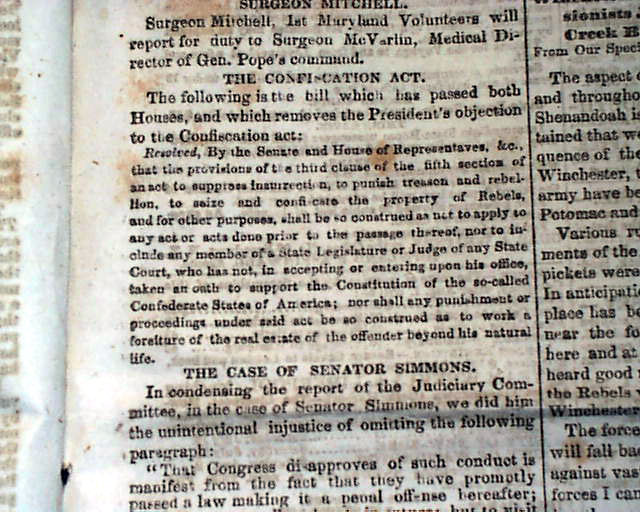 SURGEON MITCHELL.
Surgeon Mitchell, 1st Maryland Volunteers will
report for duty to Surgeon McVarlin, Medical Di-
rector of Gen. Pope's command.
THE CONFISCATION ACT.
The following is the bill which has passed both
Houses, and which removes the President's objection
to the Confiscation act:
Resolved, By the Senate and House of Representaves, &c.,
that the provisions of the third clause of the fifth section of
an act to suppress insurrection, to punish treason and rebel-
lion, to seize and confiscate the property of Rebels,
and for other purposes, shall be so construed as not to apply to
any act or acts done prior to the passage thereof, nor to in-
clude any member of a State Legislature or Judge of any State
Court, who has not, in accepting or entering upon his office,
taken an oath to support the Constitution of the so-called
Confederate States of America; nor shall any punishment or
proceedings under said act be so construed as to work a
forfeiture of the real estate of the offender beyond his natural
life.
THE CASE OF SENATOR SIMMONS.
In condensing the report of the Judiciary Com-
mittee, in the case of Senator Simmons, we did him
the unintentional injustice of omitting the following
paragraph:
"That Congress disapproves of such conduct is
manifest from the fact that they have promptly
passed a law making it a penal offense hereafter;
sionists
Creek
From Our Speci
The aspect
and throughou
Shenandoah is
tained that w
quence of the
Winchester, t
army have be
Potomac and
Various ru
ments of the
pickets were
In anticipati
place has be
near the fo
here and at
heard good
the Rebels
Winchester
The force
will fall ba
against vas
forces I can